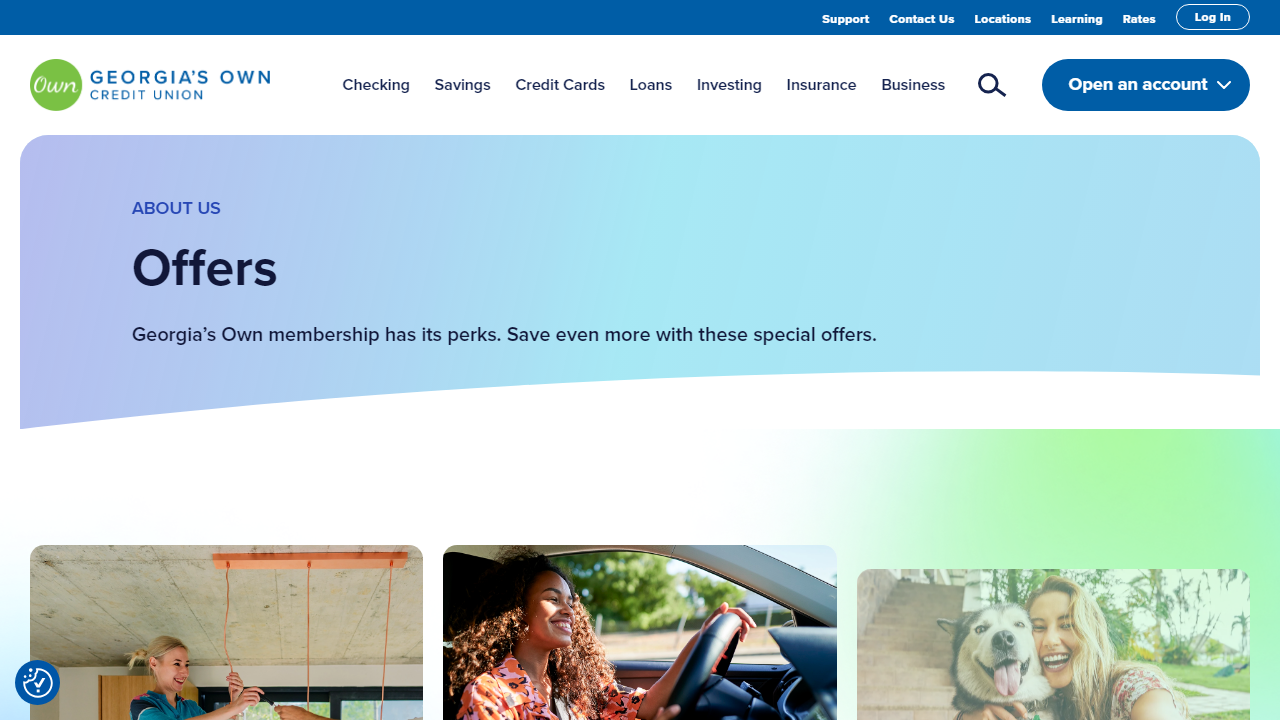 Support Contact Us Locations Learning Rates Log In
Own GEORGIA'S OWN
CREDIT UNION
Checking Savings Credit Cards Loans Investing Insurance Business Open an account
ABOUT US
Offers
Georgia’s Own membership has its perks. Save even more with these special offers.